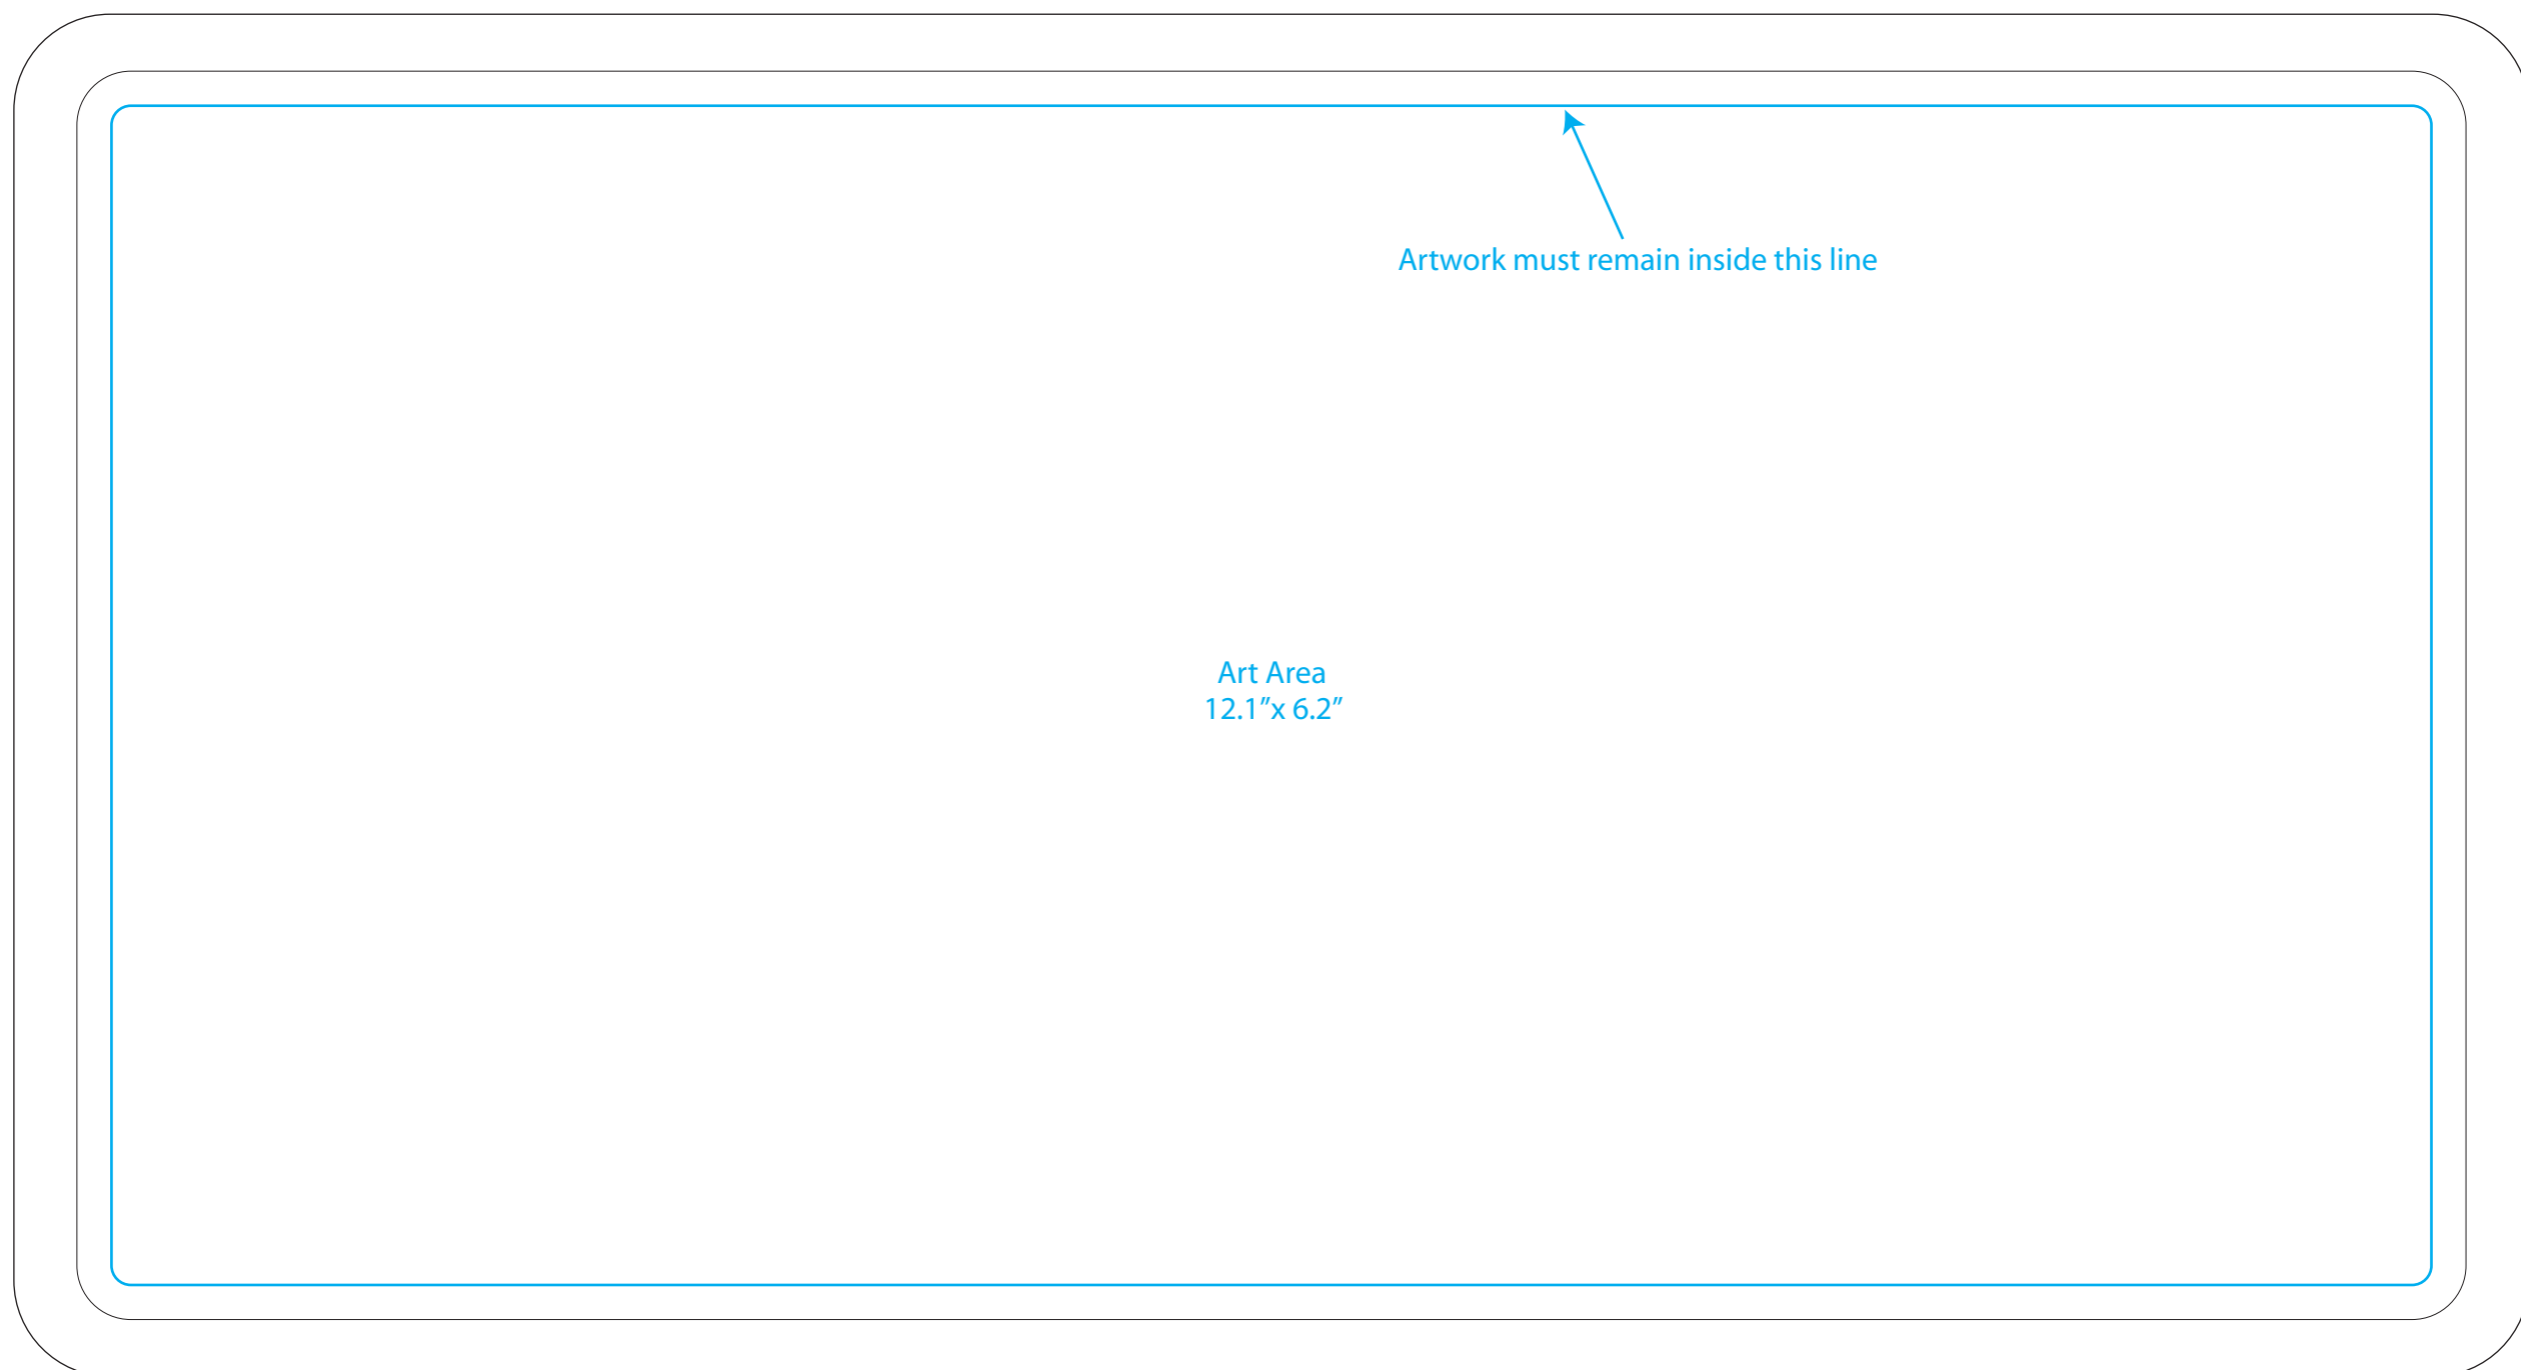 Artwork must remain inside this line
Art Area
12.1”x 6.2”